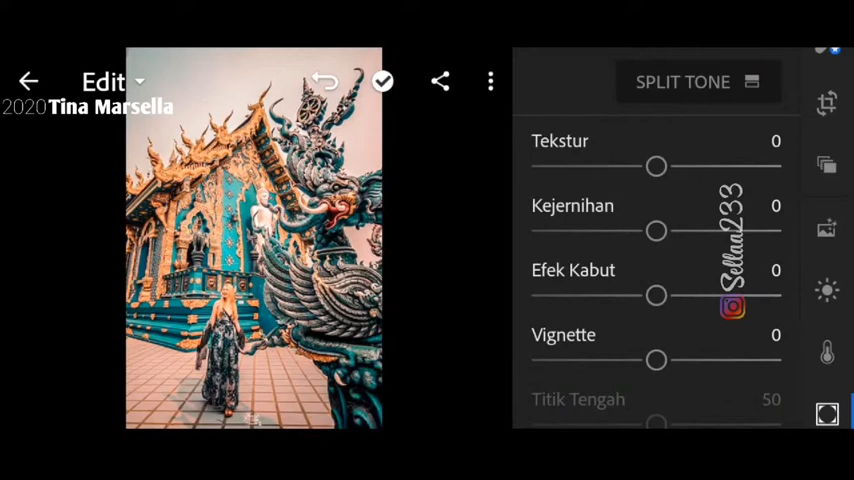 Edit
2020Tina Marsella
SPLIT TONE
Tekstur 0
Kejernihan 0
Efek Kabut 0
Vignette 0
Titik Tengah 50
Sellaa233